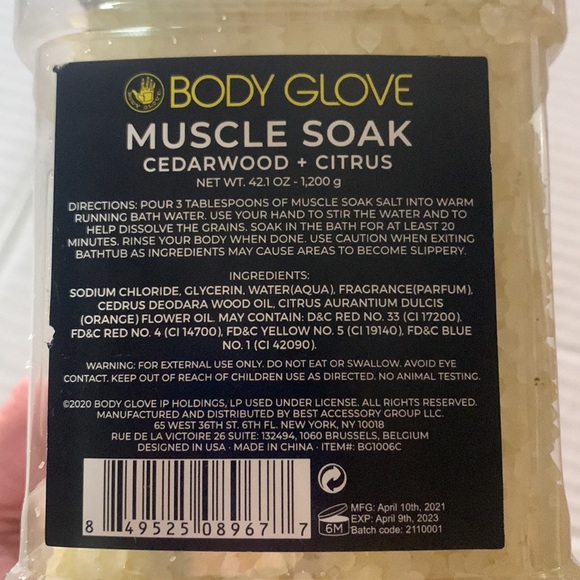 BODY GLOVE
MUSCLE SOAK
CEDARWOOD + CITRUS
NET WT. 42.1 OZ - 1,200 g
DIRECTIONS: POUR 3 TABLESPOONS OF MUSCLE SOAK SALT INTO WARM
RUNNING BATH WATER. USE YOUR HAND TO STIR THE WATER AND TO
HELP DISSOLVE THE GRAINS. SOAK IN THE BATH FOR AT LEAST 20
MINUTES. RINSE YOUR BODY WHEN DONE. USE CAUTION WHEN EXITING
BATHTUB AS INGREDIENTS MAY CAUSE AREAS TO BECOME SLIPPERY.
INGREDIENTS:
SODIUM CHLORIDE, GLYCERIN, WATER(AQUA), FRAGRANCE(PARFUM),
CEDRUS DEODARA WOOD OIL, CITRUS AURANTIUM DULCIS
(ORANGE) FLOWER OIL. MAY CONTAIN: D&C RED NO. 33 (CI 17200),
FD&C RED NO. 4 (CI 14700), FD&C YELLOW NO. 5 (CI 19140), FD&C BLUE
NO. 1 (CI 42090).
WARNING: FOR EXTERNAL USE ONLY. DO NOT EAT OR SWALLOW. AVOID EYE
CONTACT. KEEP OUT OF REACH OF CHILDREN USE AS DIRECTED. NO ANIMAL TESTING.
©2020 BODY GLOVE IP HOLDINGS, LP USED UNDER LICENSE. ALL RIGHTS RESERVED.
MANUFACTURED AND DISTRIBUTED BY BEST ACCESSORY GROUP LLC.
65 WEST 36TH ST. 6TH FL. NEW YORK, NY 10018
RUE DE LA VICTOIRE 26 SUITE: 132494, 1060 BRUSSELS, BELGIUM
DESIGNED IN USA • MADE IN CHINA • ITEM#: BG1006C
8 49525 08967 7
6M
MFG: April 10th, 2021
EXP: April 9th, 2023
Batch code: 2110001